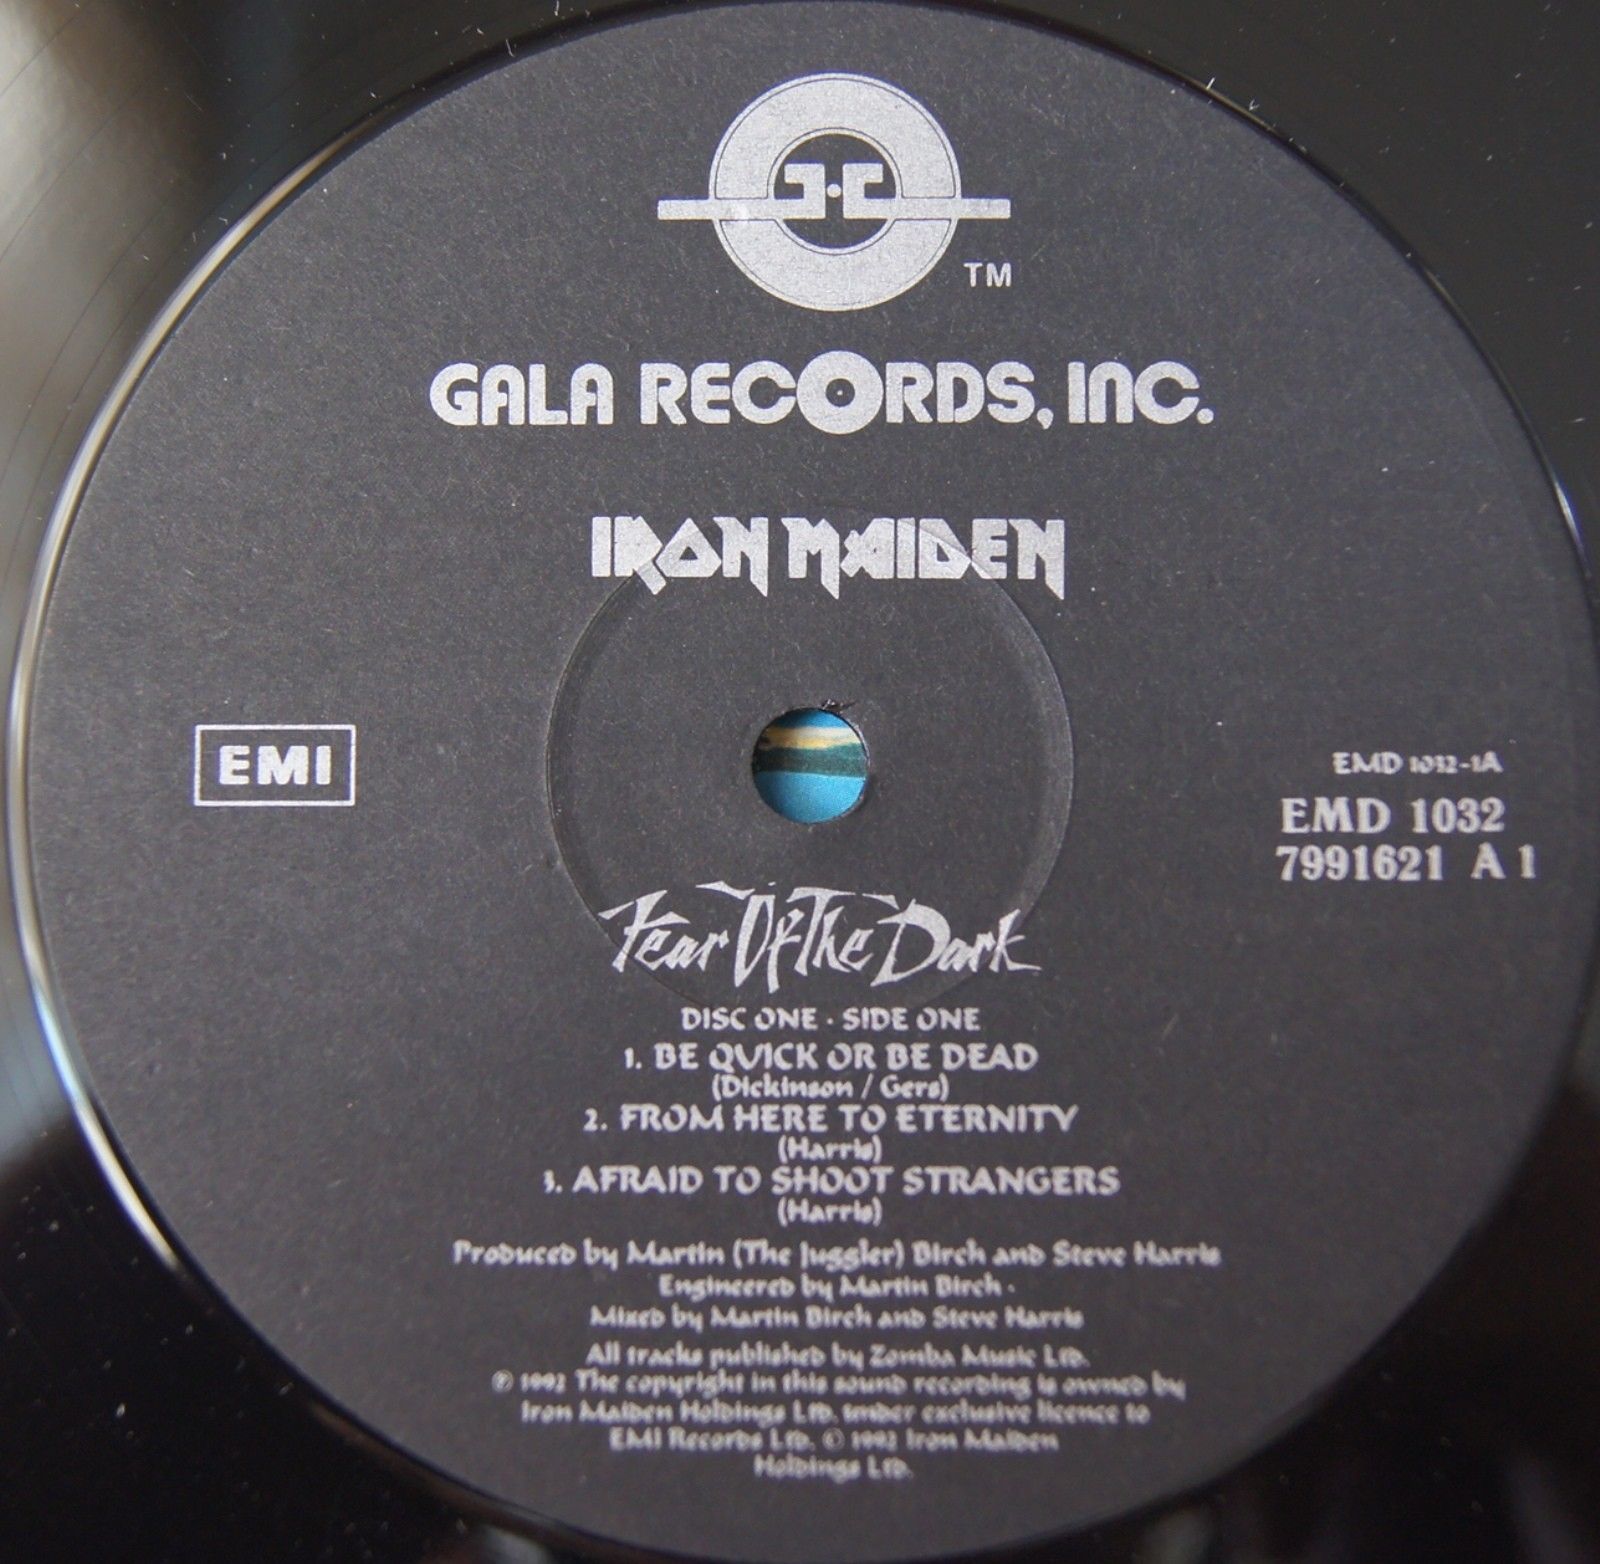 TM
GALA RECORDS, INC.
IRON MAIDEN
EMI
EMD 1032-1A
EMD 1032
7991621 A 1
Fear Of The Dark
DISC ONE · SIDE ONE
1. BE QUICK OR BE DEAD
(Dickinson / Gers)
2. FROM HERE TO ETERNITY
(Harris)
3. AFRAID TO SHOOT STRANGERS
(Harris)
Produced by Martin (The Juggler) Birch and Steve Harris
Engineered by Martin Birch ·
Mixed by Martin Birch and Steve Harris
All tracks published by Zomba Music Ltd.
℗ 1992 The copyright in this sound recording is owned by
Iron Maiden Holdings Ltd. under exclusive licence to
EMI Records Ltd. © 1992 Iron Maiden
Holdings Ltd.